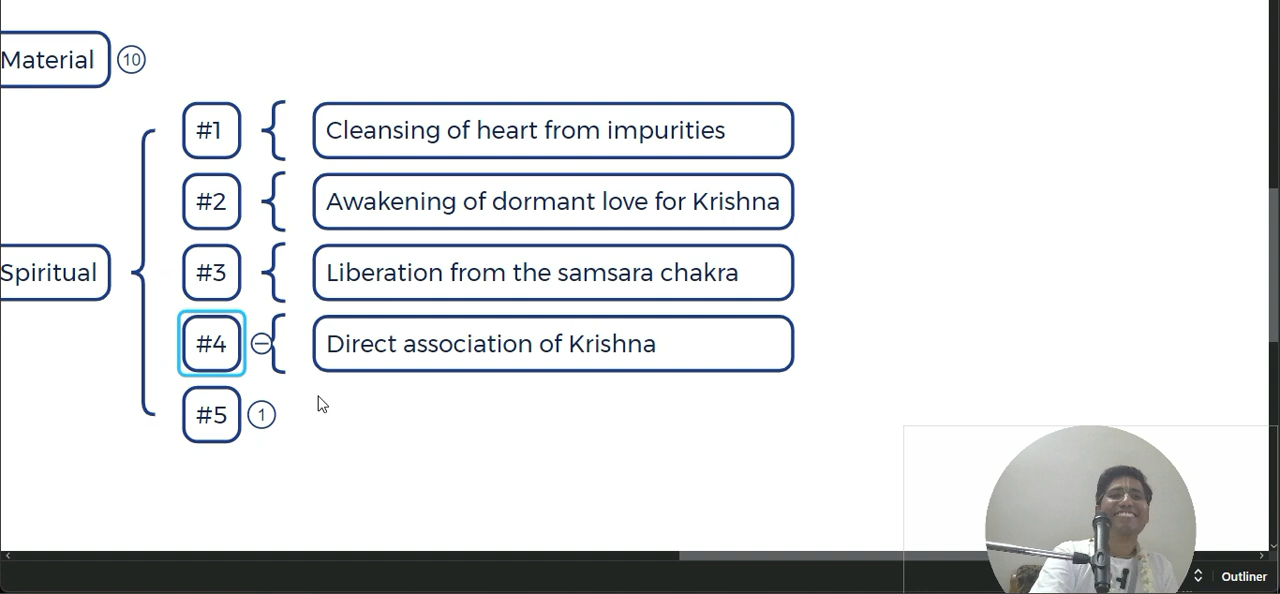 Material 10
#1 Cleansing of heart from impurities
#2 Awakening of dormant love for Krishna
Spiritual #3 Liberation from the samsara chakra
#4 Direct association of Krishna
#5 1
Outliner